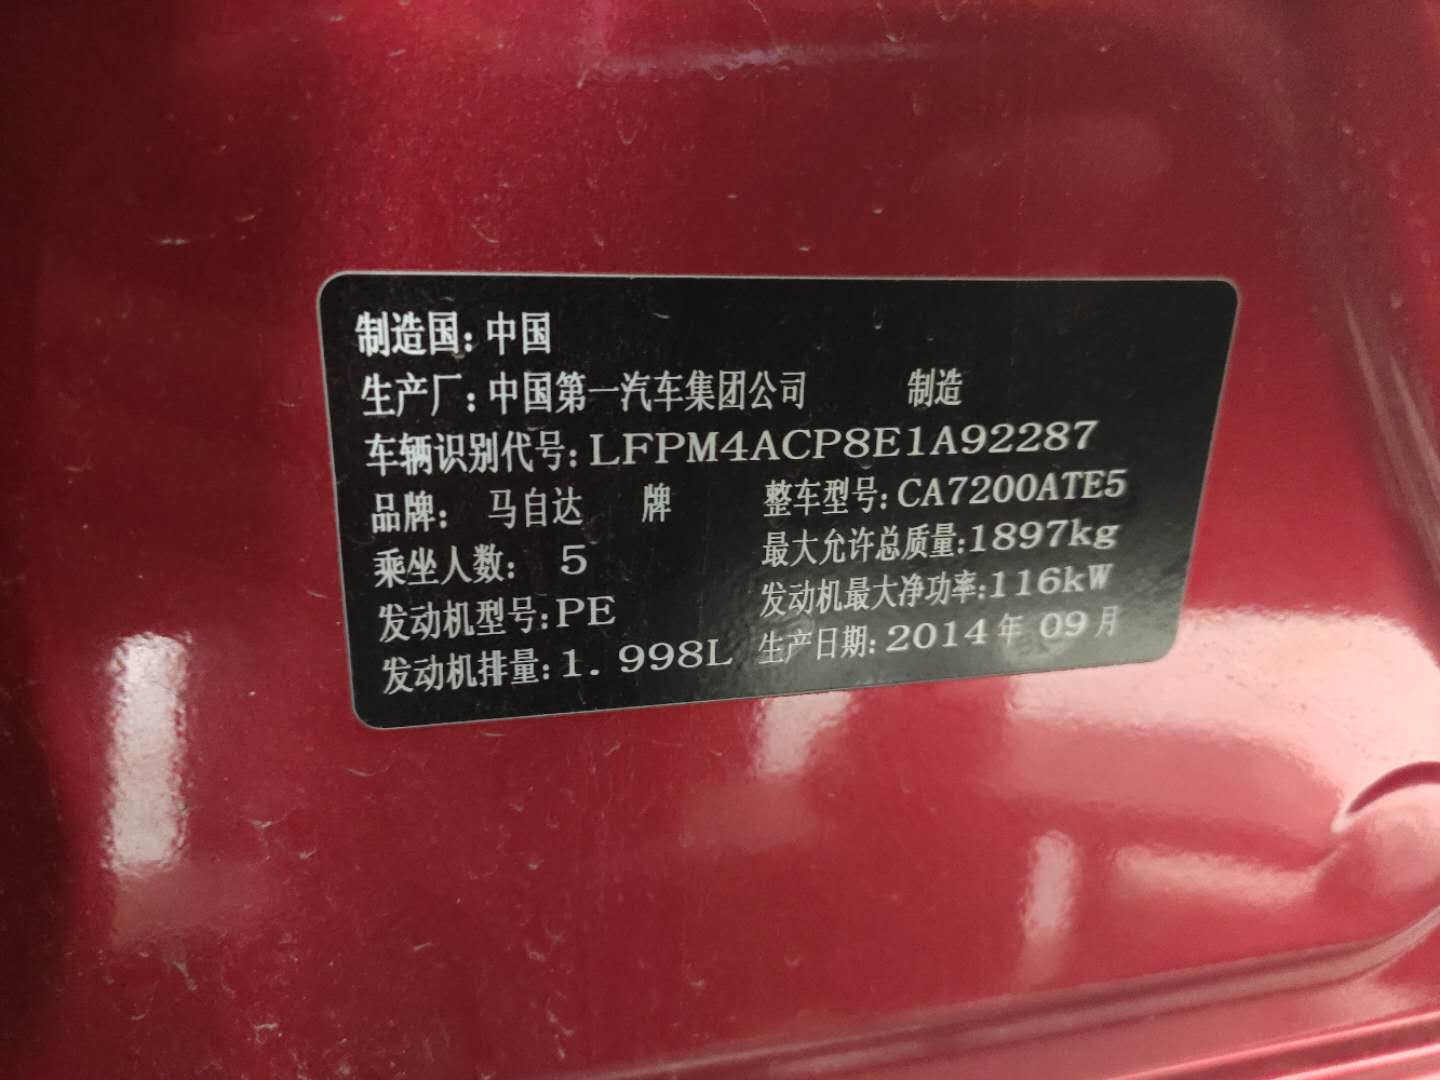 制造国:中国
生产厂:中国第一汽车集团公司 制造
车辆识别代号:LFPM4ACP8E1A92287
品牌: 马自达 牌 整车型号:CA7200ATE5
乘坐人数: 5 最大允许总质量:1897kg
发动机型号:PE 发动机最大净功率:116kW
发动机排量:1.998L 生产日期:2014年09月